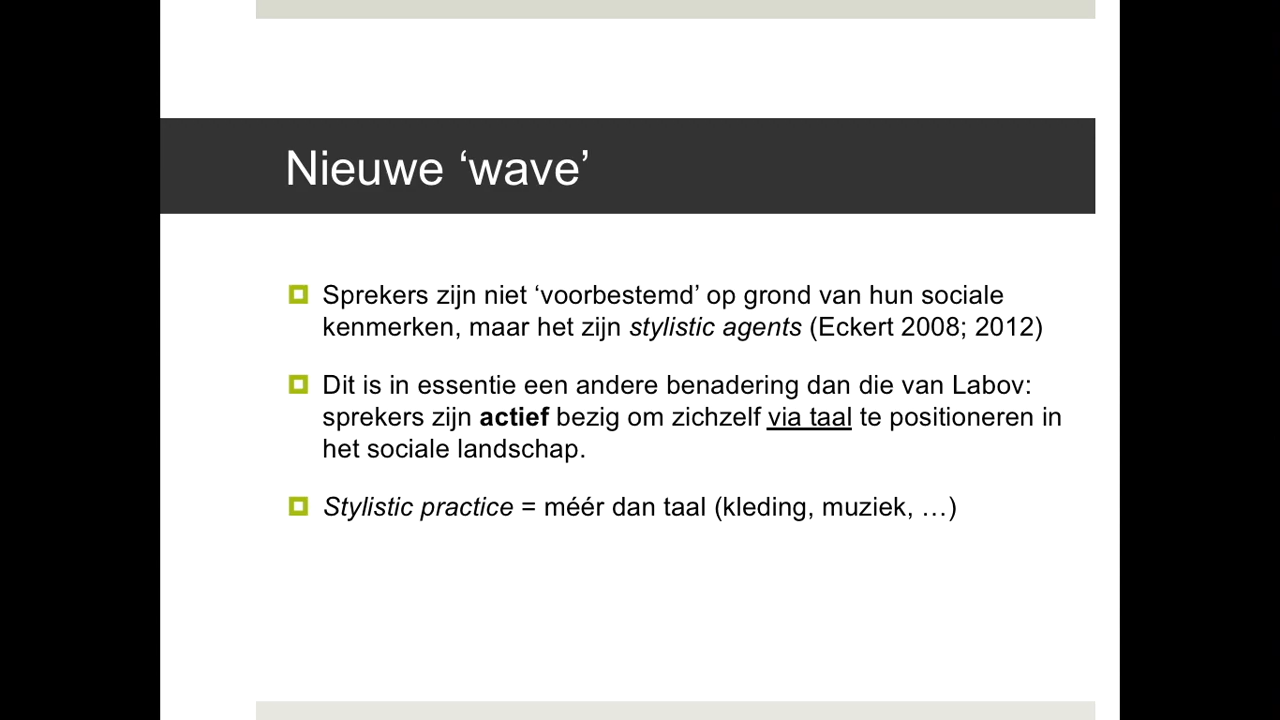 Nieuwe ‘wave’
Sprekers zijn niet ‘voorbestemd’ op grond van hun sociale
kenmerken, maar het zijn stylistic agents (Eckert 2008; 2012)
Dit is in essentie een andere benadering dan die van Labov:
sprekers zijn actief bezig om zichzelf via taal te positioneren in
het sociale landschap.
Stylistic practice = méér dan taal (kleding, muziek, …)